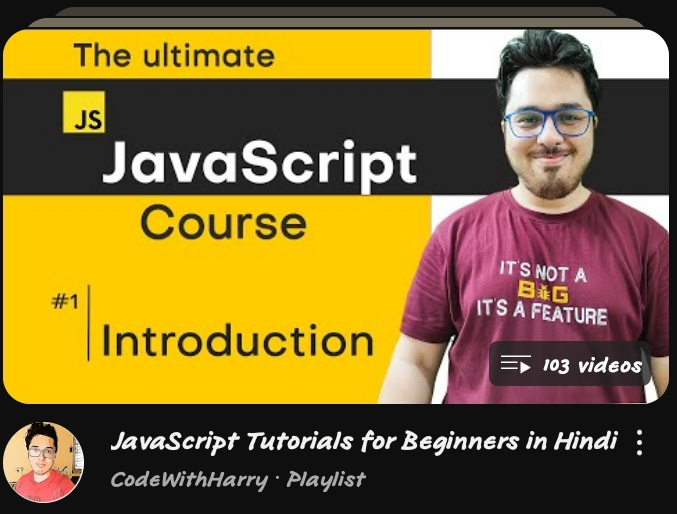 The ultimate
JS
JavaScript
Course
#1
Introduction
IT'S NOT A
BUG
IT'S A FEATURE
103 videos
JavaScript Tutorials for Beginners in Hindi
CodeWithHarry · Playlist